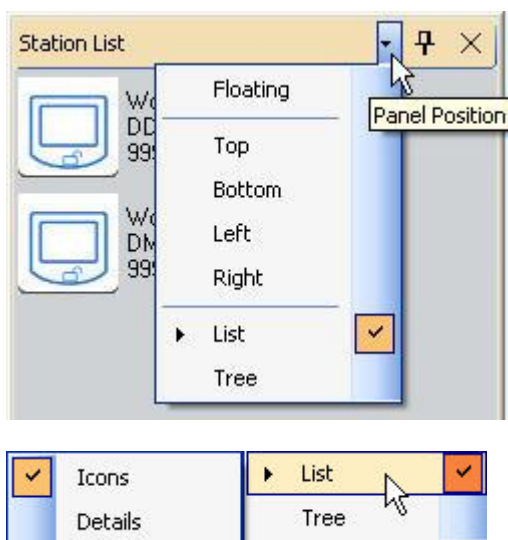 Station List
Floating
Panel Position
Top
Bottom
Left
Right
List
Tree
Icons
List
Details
Tree